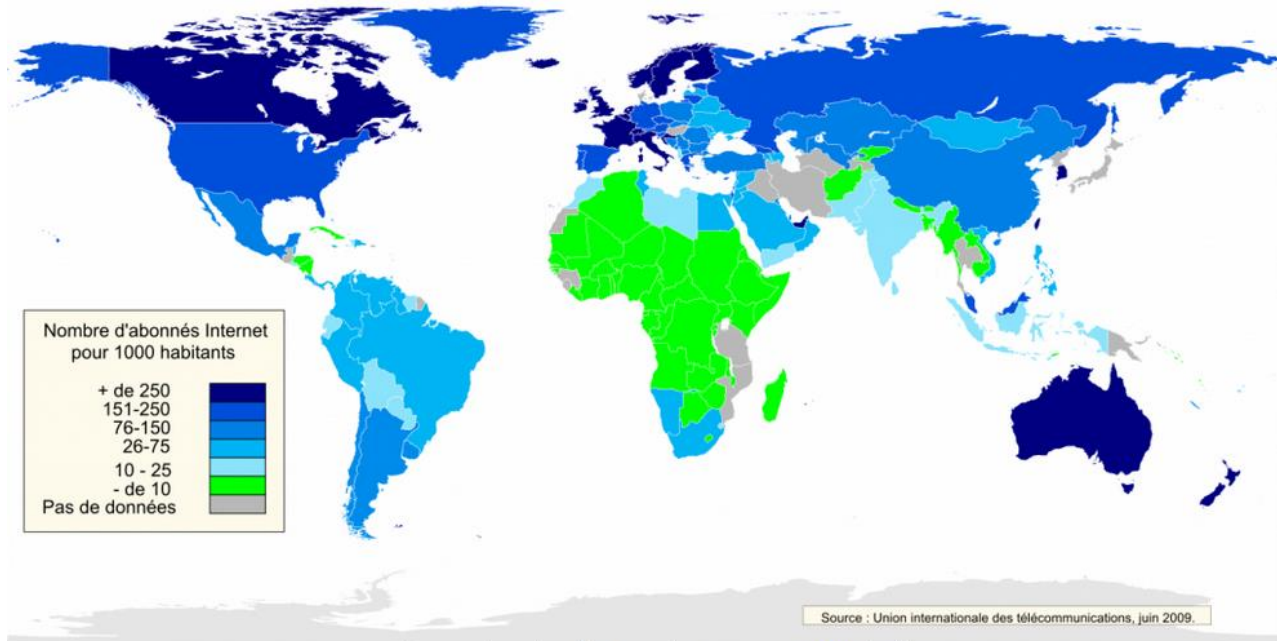 Nombre d'abonnés Internet
pour 1000 habitants
+ de 250
151-250
76-150
26-75
10 - 25
- de 10
Pas de données
Source : Union internationale des télécommunications, juin 2009.